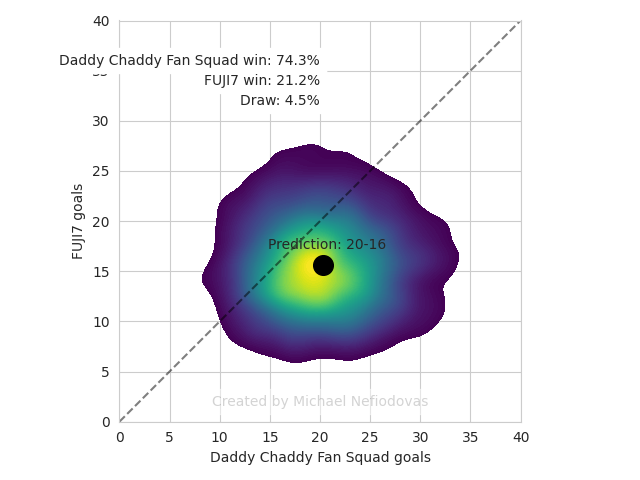 40
Daddy Chaddy Fan Squad win: 74.3%
FUJI7 win: 21.2%
Draw: 4.5%
30
25
20
15
10
5
0
FUJI7 goals
Prediction: 20-16
Created by Michael Nefiodovas
0 5 10 15 20 25 30 35 40
Daddy Chaddy Fan Squad goals